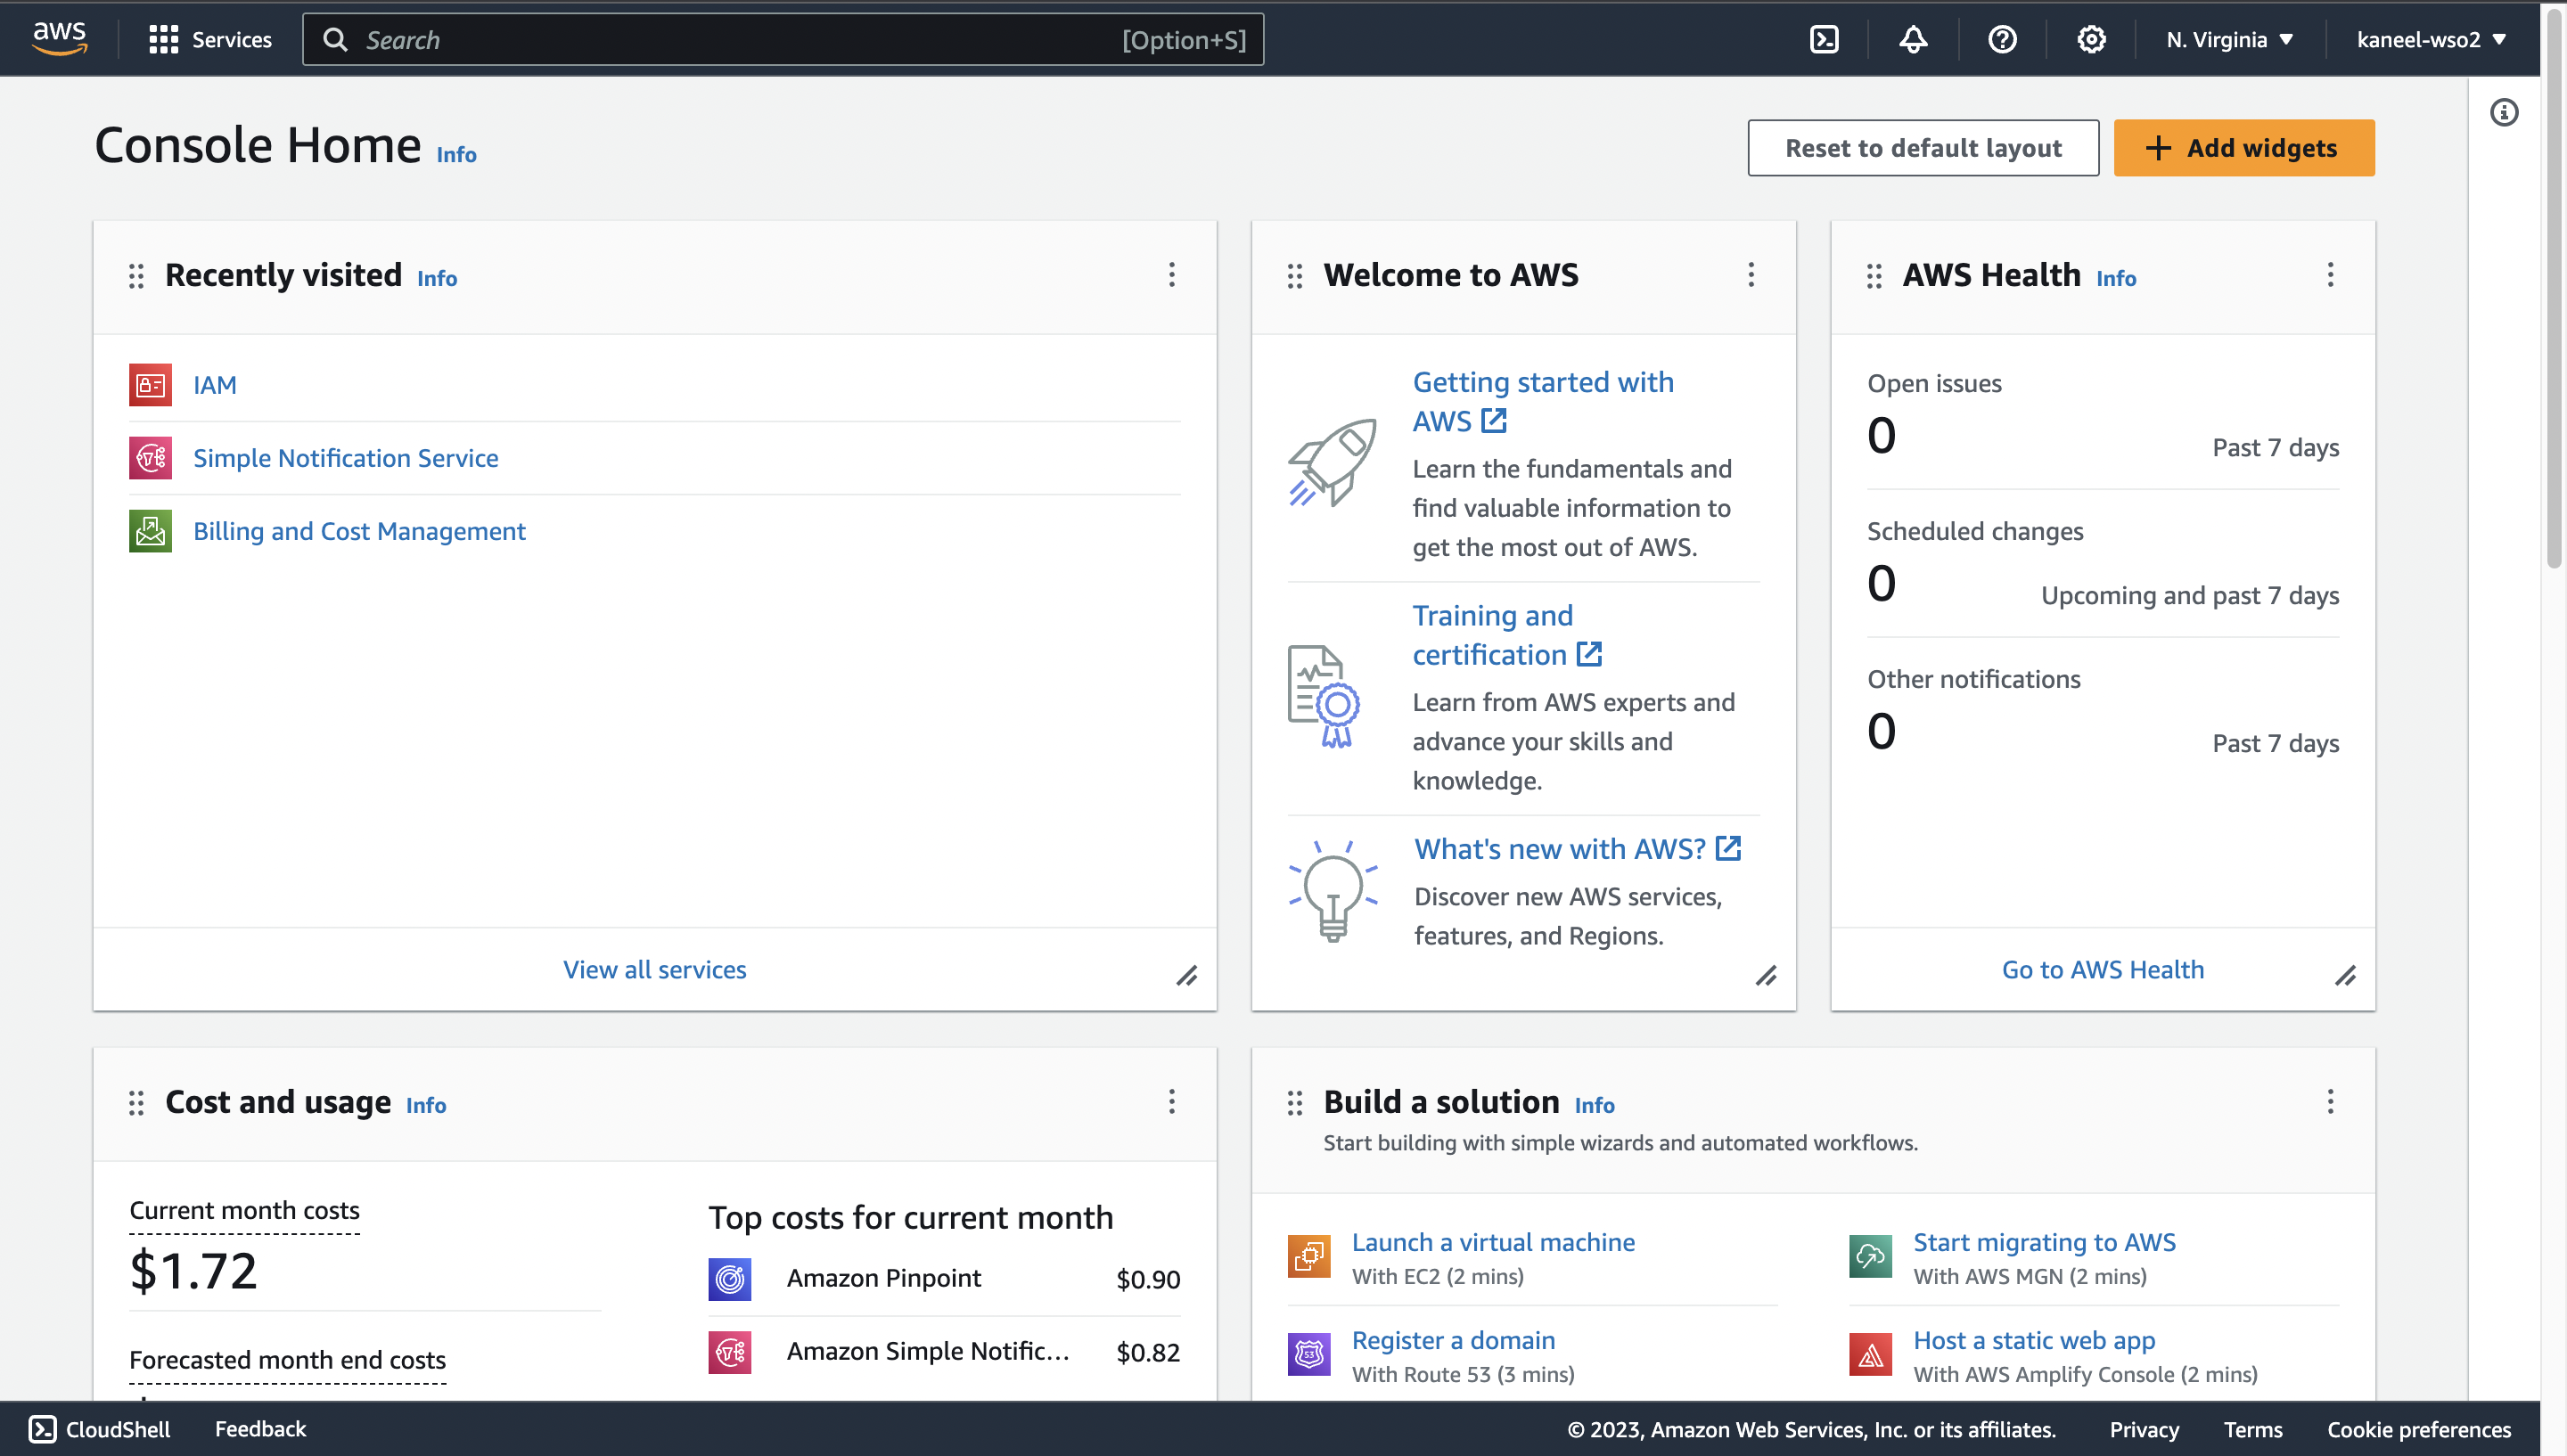 aws
Services
Search
[Option+S]
N. Virginia
kaneel-wso2
Console Home
Info
Reset to default layout
Add widgets
Recently visited
Info
IAM
Simple Notification Service
Billing and Cost Management
View all services
Welcome to AWS
Getting started with
AWS
Learn the fundamentals and
find valuable information to
get the most out of AWS.
Training and
certification
Learn from AWS experts and
advance your skills and
knowledge.
What's new with AWS?
Discover new AWS services,
features, and Regions.
AWS Health
Info
Open issues
0
Past 7 days
Scheduled changes
0
Upcoming and past 7 days
Other notifications
0
Past 7 days
Go to AWS Health
Cost and usage
Info
Current month costs
$1.72
Forecasted month end costs
Top costs for current month
Amazon Pinpoint
$0.90
Amazon Simple Notific...
$0.82
Build a solution
Info
Start building with simple wizards and automated workflows.
Launch a virtual machine
With EC2 (2 mins)
Start migrating to AWS
With AWS MGN (2 mins)
53
Register a domain
With Route 53 (3 mins)
Host a static web app
With AWS Amplify Console (2 mins)
CloudShell
Feedback
© 2023, Amazon Web Services, Inc. or its affiliates.
Privacy
Terms
Cookie preferences